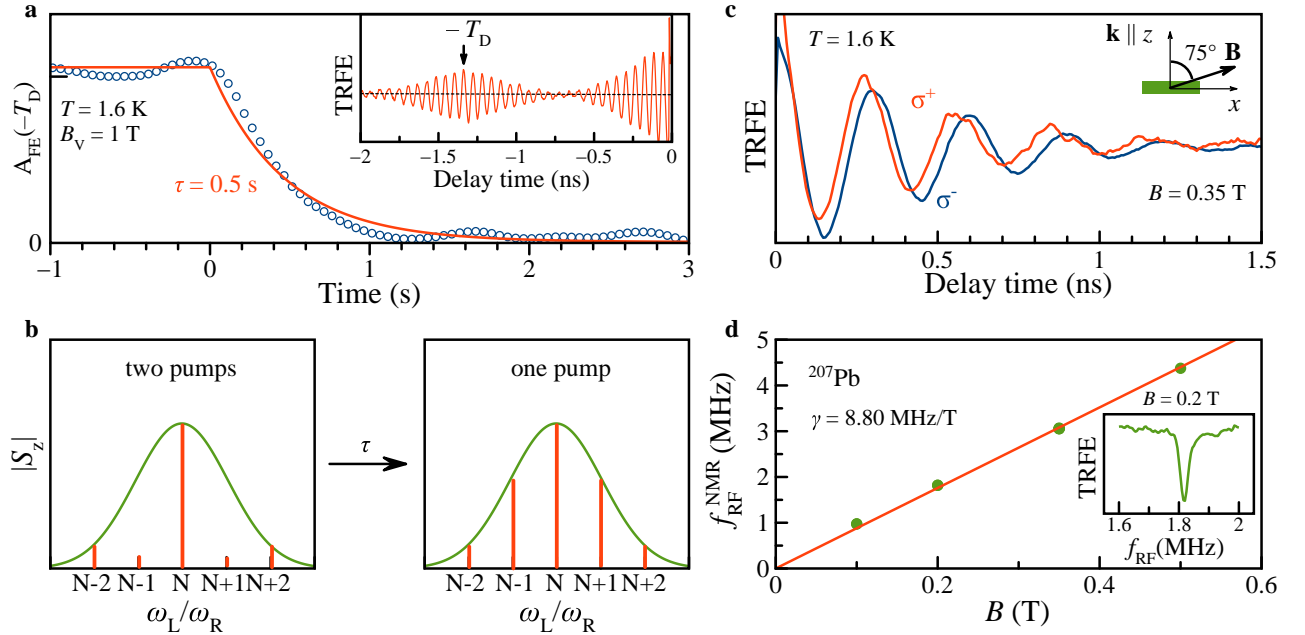 a
A_FE(−T_D)
T = 1.6 K
B_V = 1 T
τ = 0.5 s
0
−1 0 1 2 3
Time (s)
− T_D
TRFE
−2 −1.5 −1 −0.5 0
Delay time (ns)
b
two pumps
|S_z|
N-2 N-1 N N+1 N+2
ω_L/ω_R
τ
one pump
N-2 N-1 N N+1 N+2
ω_L/ω_R
c
T = 1.6 K
k || z
75° B
x
σ⁺
σ⁻
B = 0.35 T
TRFE
0 0.5 1 1.5
Delay time (ns)
d
5
4
3
2
1
0
f_RF^NMR (MHz)
²⁰⁷Pb
γ = 8.80 MHz/T
B = 0.2 T
TRFE
1.6 1.8 2
f_RF(MHz)
0 0.2 0.4 0.6
B (T)